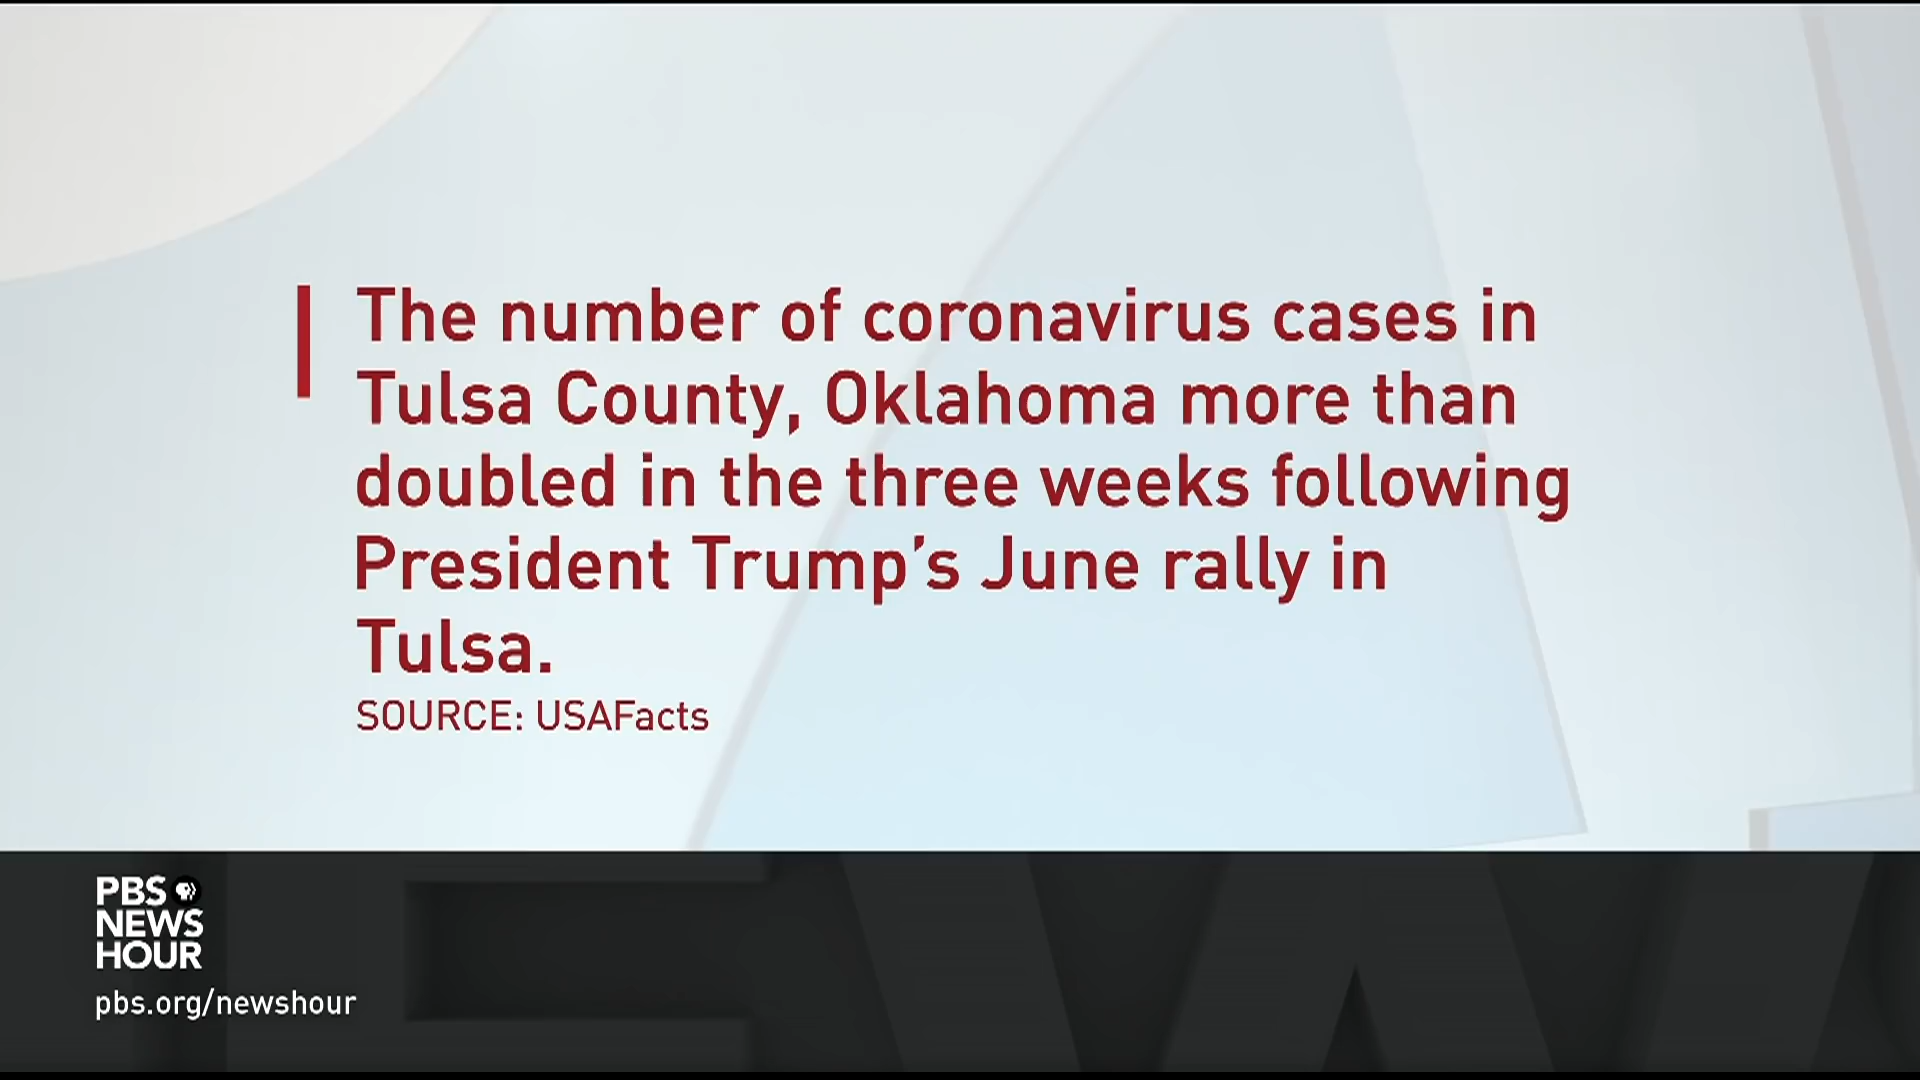 The number of coronavirus cases in
Tulsa County, Oklahoma more than
doubled in the three weeks following
President Trump’s June rally in
Tulsa.
SOURCE: USAFacts
PBS
NEWS
HOUR
pbs.org/newshour